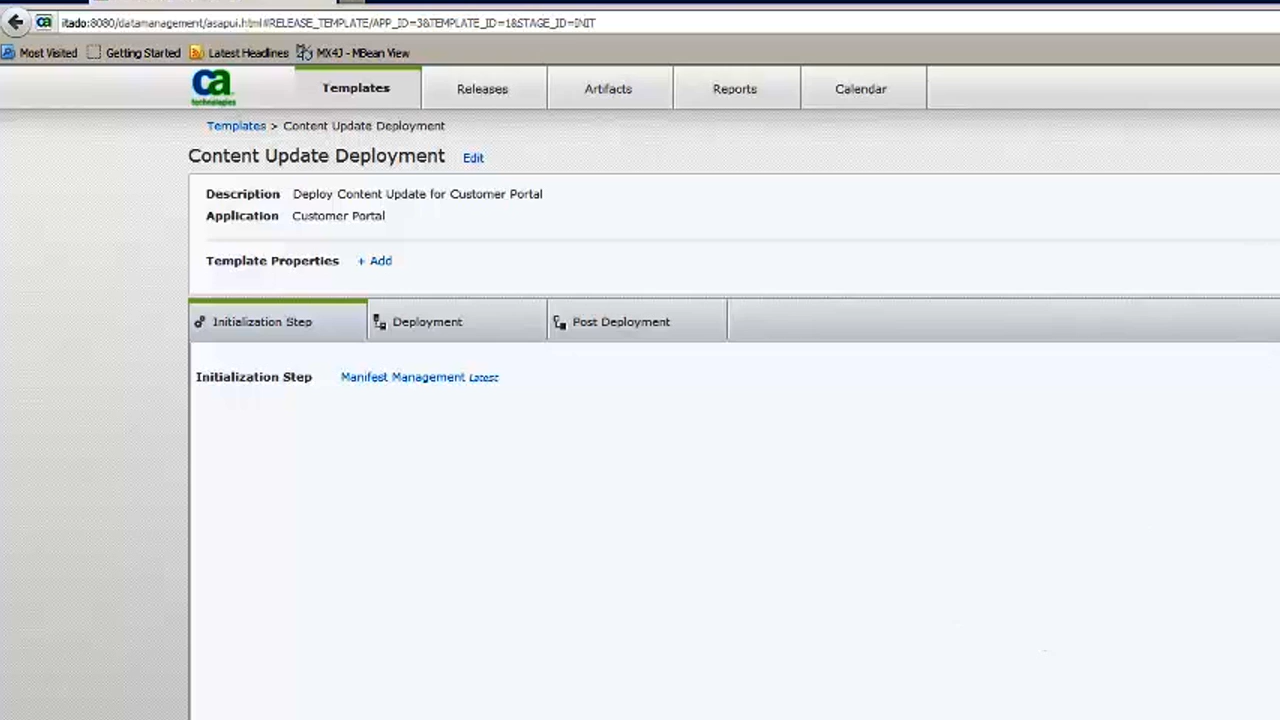 itado:8080/datamanagement/asapui.html#RELEASE_TEMPLATE/APP_ID=3&TEMPLATE_ID=1&STAGE_ID=INIT
Most Visited Getting Started Latest Headlines MX4J - MBean View
ca technologies Templates Releases Artifacts Reports Calendar
Templates > Content Update Deployment
Content Update Deployment Edit
Description Deploy Content Update for Customer Portal
Application Customer Portal
Template Properties + Add
Initialization Step Deployment Post Deployment
Initialization Step Manifest Management Latest